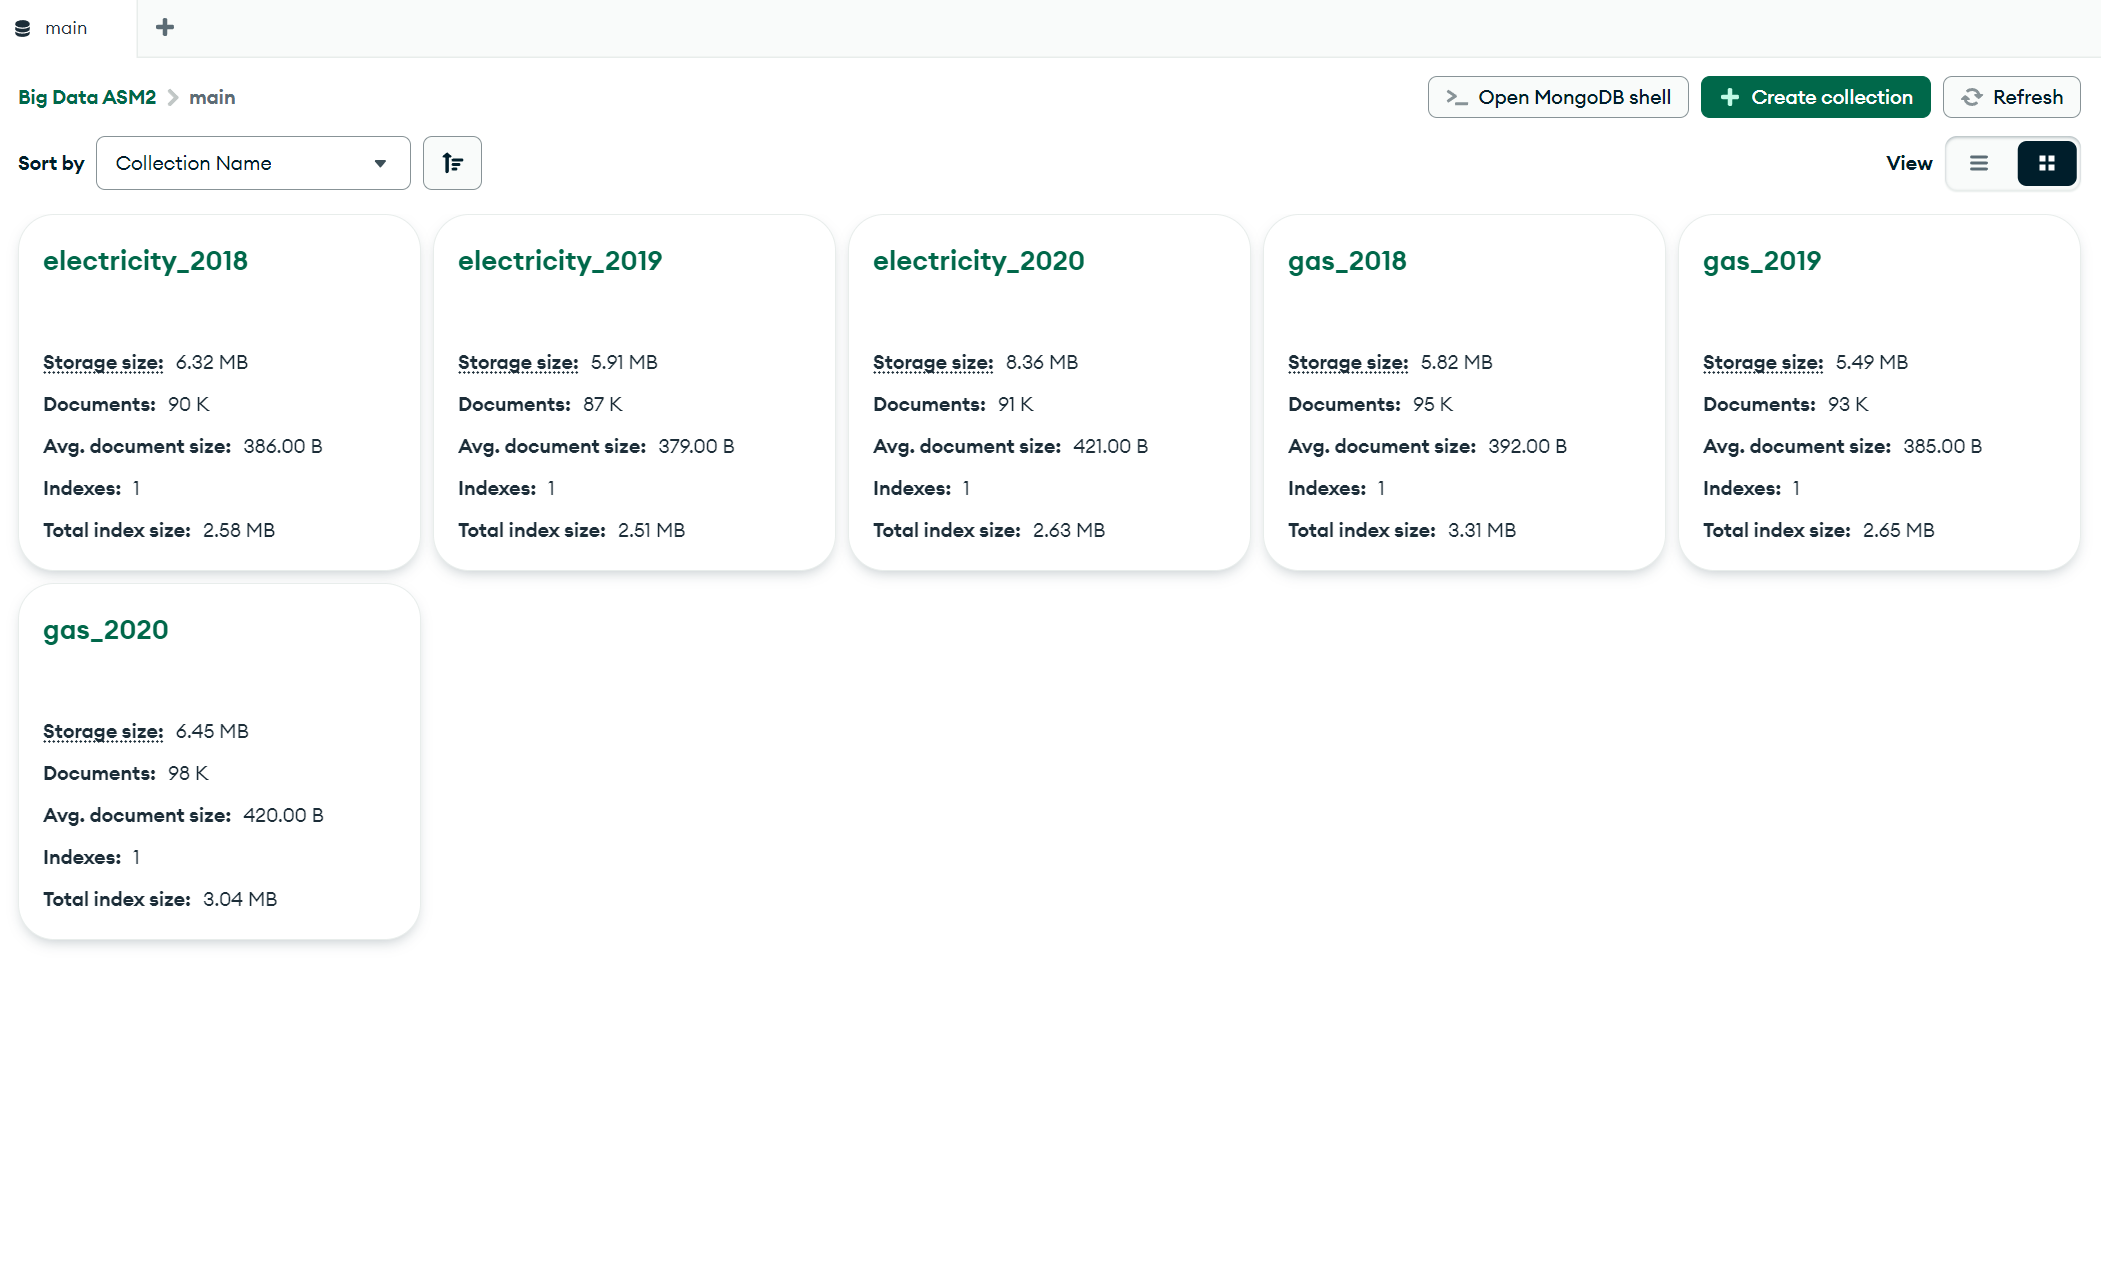 main
Big Data ASM2 main
Open MongoDB shell
Create collection
Refresh
Sort by
Collection Name
View
electricity_2018
Storage size: 6.32 MB
Documents: 90 K
Avg. document size: 386.00 B
Indexes: 1
Total index size: 2.58 MB
electricity_2019
Storage size: 5.91 MB
Documents: 87 K
Avg. document size: 379.00 B
Indexes: 1
Total index size: 2.51 MB
electricity_2020
Storage size: 8.36 MB
Documents: 91 K
Avg. document size: 421.00 B
Indexes: 1
Total index size: 2.63 MB
gas_2018
Storage size: 5.82 MB
Documents: 95 K
Avg. document size: 392.00 B
Indexes: 1
Total index size: 3.31 MB
gas_2019
Storage size: 5.49 MB
Documents: 93 K
Avg. document size: 385.00 B
Indexes: 1
Total index size: 2.65 MB
gas_2020
Storage size: 6.45 MB
Documents: 98 K
Avg. document size: 420.00 B
Indexes: 1
Total index size: 3.04 MB